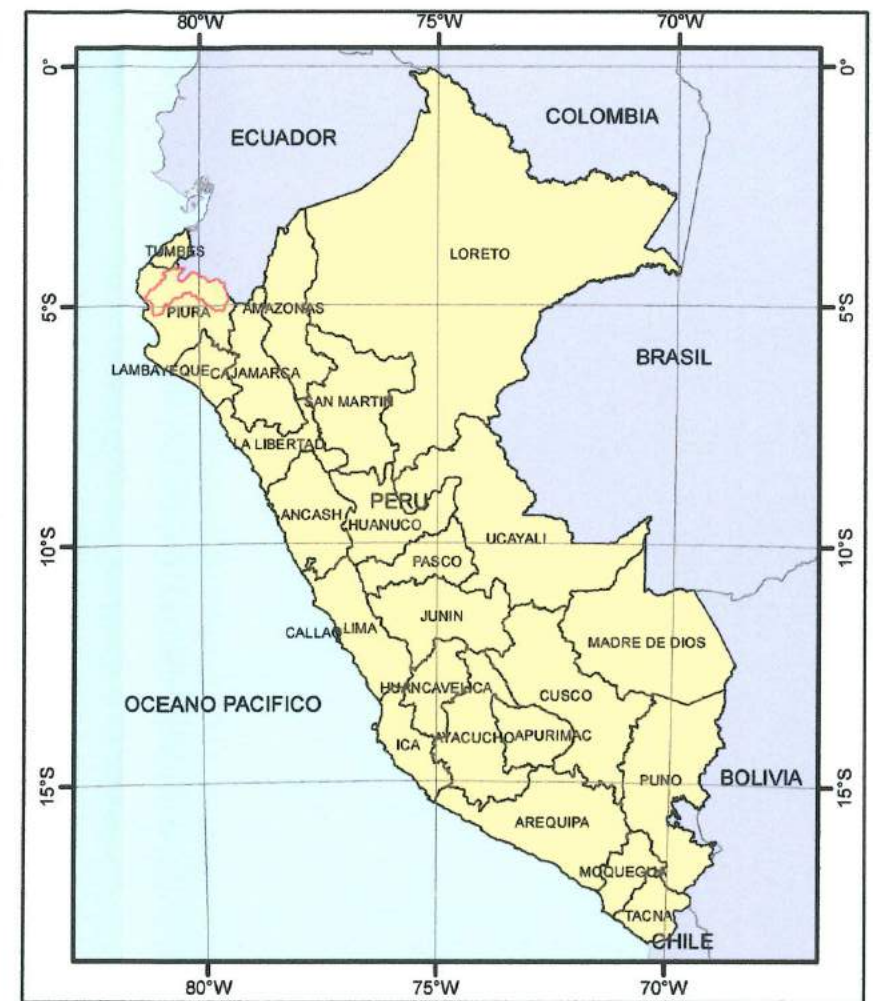 80°W 75°W 70°W
0° 0°
COLOMBIA
ECUADOR
LORETO
TUMBES
5°S 5°S
AMAZONAS
PIURA
BRASIL
LAMBAYEQUE
CAJAMARCA
SAN MARTIN
LA LIBERTAD
PERU
ANCASH
HUANUCO
UCAYALI
10°S 10°S
PASCO
JUNIN
CALLAO
LIMA
MADRE DE DIOS
HUANCAVELICA
CUSCO
OCEANO PACIFICO
AYACUCHO
APURIMAC
ICA
PUNO
BOLIVIA
15°S 15°S
AREQUIPA
MOQUEGUA
TACNA
CHILE
80°W 75°W 70°W